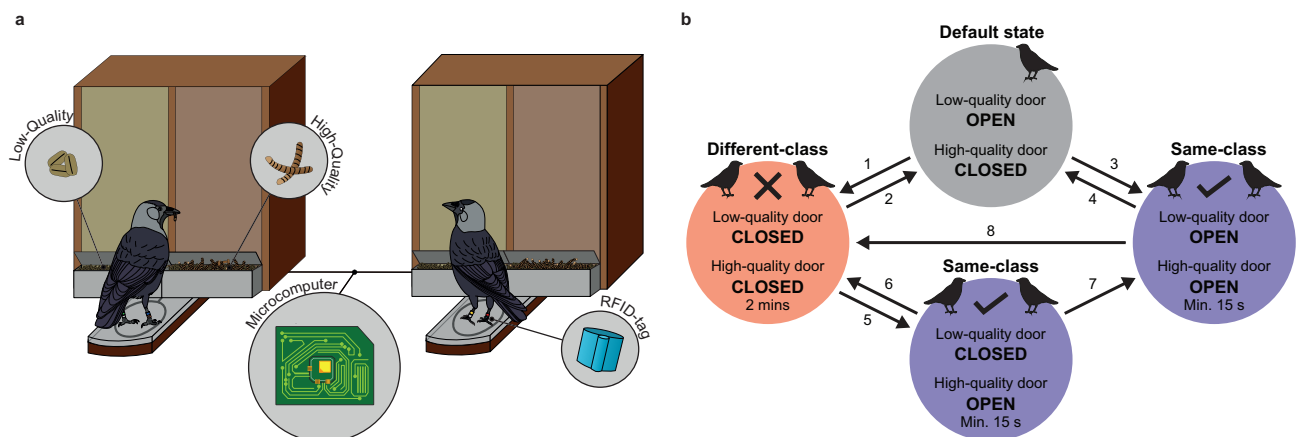 a
Low-Quality
High-Quality
Microcomputer
RFID-tag
b
Default state
Low-quality door
OPEN
High-quality door
CLOSED
Different-class
Low-quality door
CLOSED
High-quality door
CLOSED
2 mins
1
2
3
4
Same-class
Low-quality door
OPEN
High-quality door
OPEN
Min. 15 s
8
6
5
7
Same-class
Low-quality door
CLOSED
High-quality door
OPEN
Min. 15 s